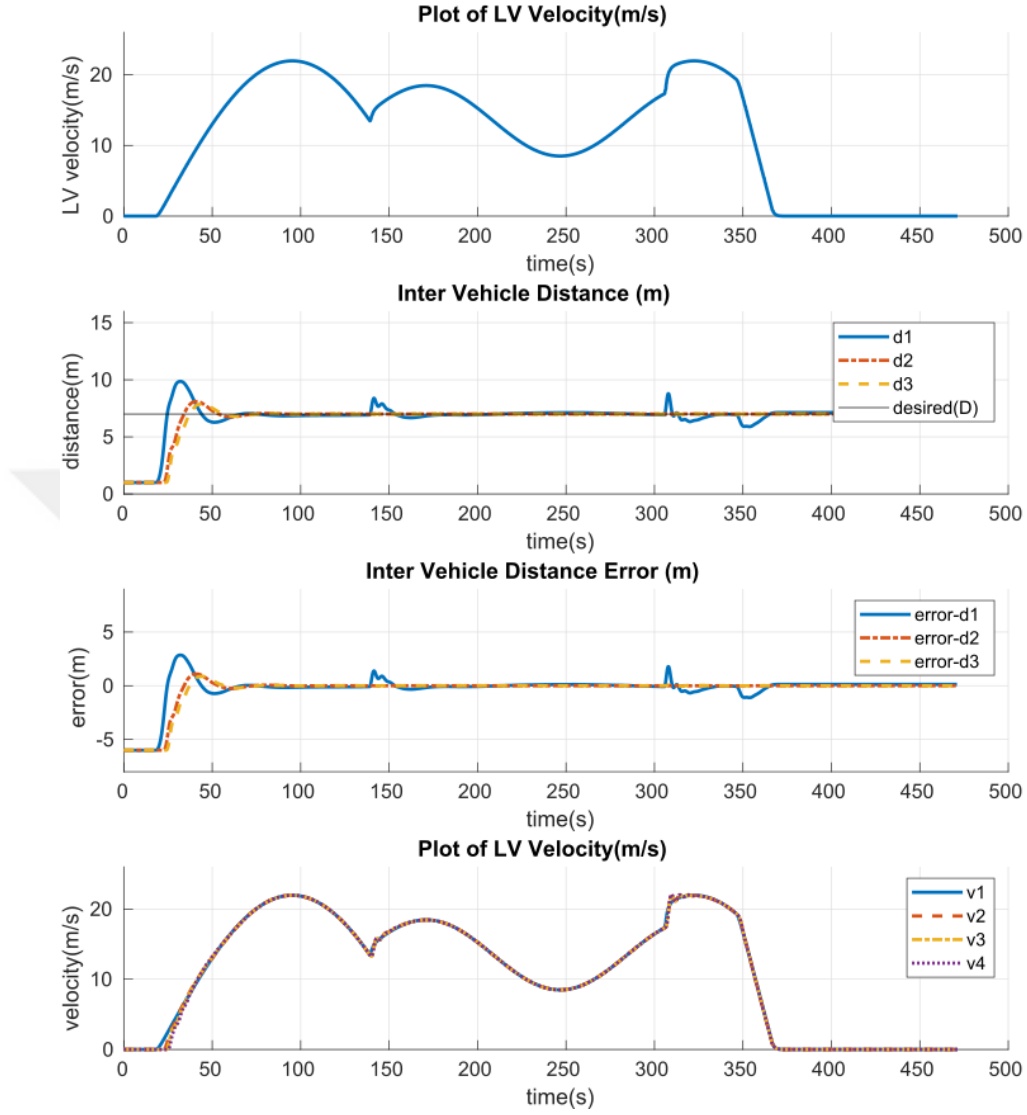 Plot of LV Velocity(m/s)
LV velocity(m/s)
20
10
0
0 50 100 150 200 250 300 350 400 450 500
time(s)
Inter Vehicle Distance (m)
distance(m)
15
10
5
0
d1
d2
d3
desired(D)
0 50 100 150 200 250 300 350 400 450 500
time(s)
Inter Vehicle Distance Error (m)
error(m)
5
0
-5
error-d1
error-d2
error-d3
0 50 100 150 200 250 300 350 400 450 500
time(s)
Plot of LV Velocity(m/s)
velocity(m/s)
20
10
0
v1
v2
v3
v4
0 50 100 150 200 250 300 350 400 450 500
time(s)